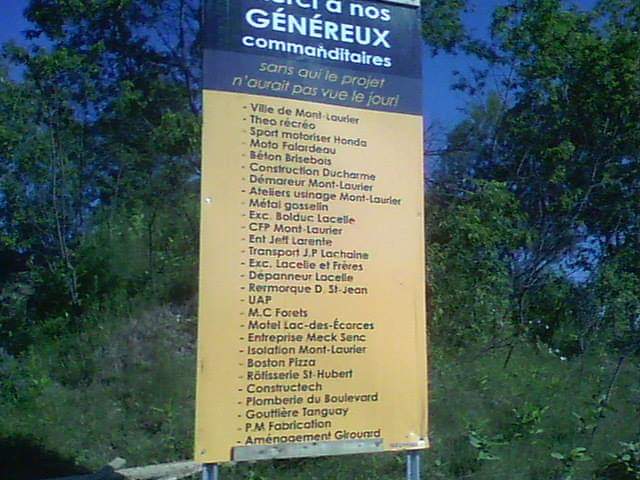 à nos
GÉNÉREUX
commanditaires
sans qui le projet
n'aurait pas vue le jour!
- Ville de Mont-Laurier
- Theo récréo
- Sport motoriser Honda
- Moto Falardeau
- Béton Brisebois
- Construction Ducharme
- Démareur Mont-Laurier
- Ateliers usinage Mont-Laurier
- Métal gosselin
- Exc. Bolduc Lacelle
- CFP Mont-Laurier
- Ent Jeff Larente
- Transport J.P Lachaine
- Exc. Lacelle et Frères
- Dépanneur Lacelle
- Remorque D. St-Jean
- UAP
- M.C Forets
- Motel Lac-des-Écorces
- Entreprise Meck Senc
- Isolation Mont-Laurier
- Boston Pizza
- Rôtisserie St-Hubert
- Constructech
- Plomberie du Boulevard
- Gouttière Tanguay
- P.M Fabrication
- Aménagement Girouard